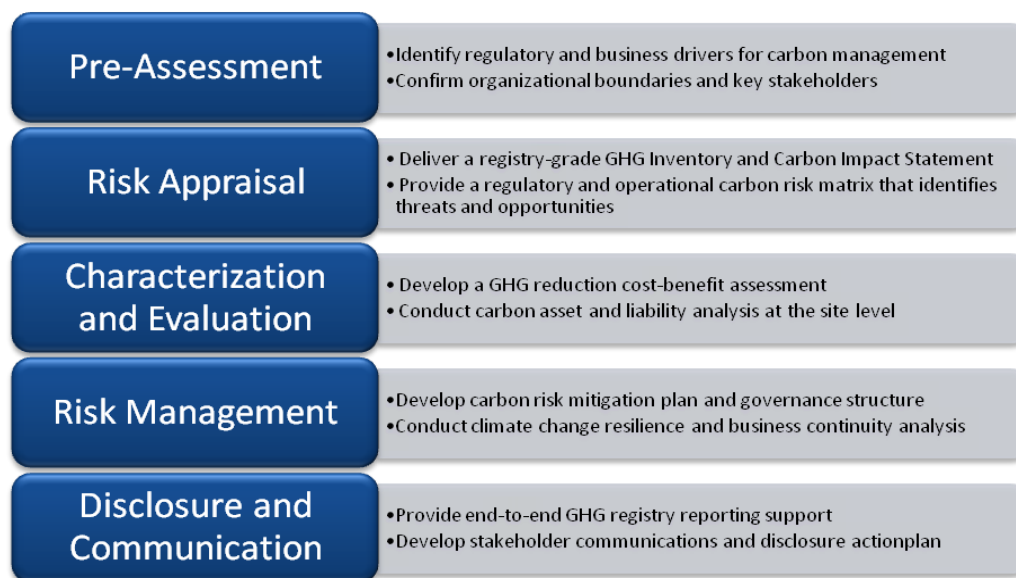 Pre-Assessment
•Identify regulatory and business drivers for carbon management
•Confirm organizational boundaries and key stakeholders
Risk Appraisal
• Deliver a registry-grade GHG Inventory and Carbon Impact Statement
• Provide a regulatory and operational carbon risk matrix that identifies
threats and opportunities
Characterization
and Evaluation
• Develop a GHG reduction cost-benefit assessment
• Conduct carbon asset and liability analysis at the site level
Risk Management
•Develop carbon risk mitigation plan and governance structure
•Conduct climate change resilience and business continuity analysis
Disclosure and
Communication
•Provide end-to-end GHG registry reporting support
•Develop stakeholder communications and disclosure actionplan